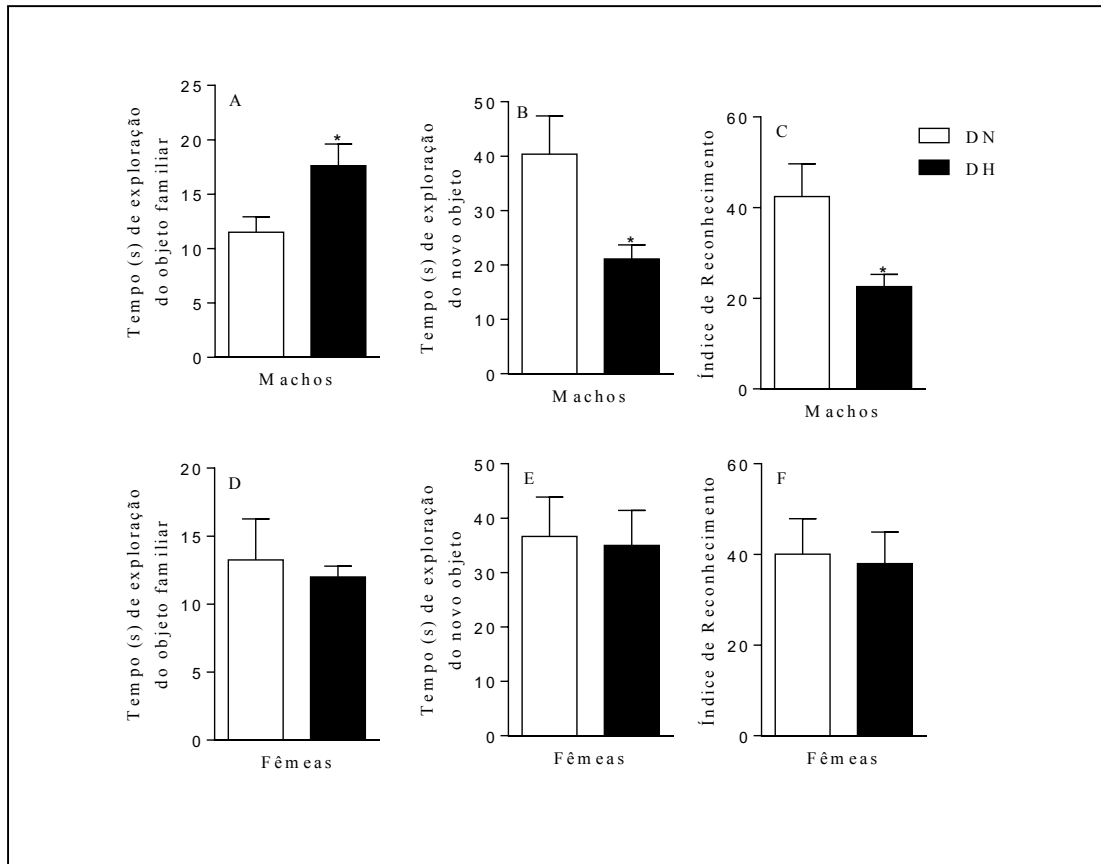 A
Tempo (s) de exploração
do objeto familiar
25
20
15
10
5
0
*
Machos
B
Tempo (s) de exploração
do novo objeto
50
40
30
20
10
0
*
Machos
C
Índice de Reconhecimento
60
40
20
0
*
Machos
DN
DH
D
Tempo (s) de exploração
do objeto familiar
20
15
10
5
0
Fêmeas
E
Tempo (s) de exploração
do novo objeto
50
40
30
20
10
0
Fêmeas
F
Índice de Reconhecimento
60
40
20
0
Fêmeas